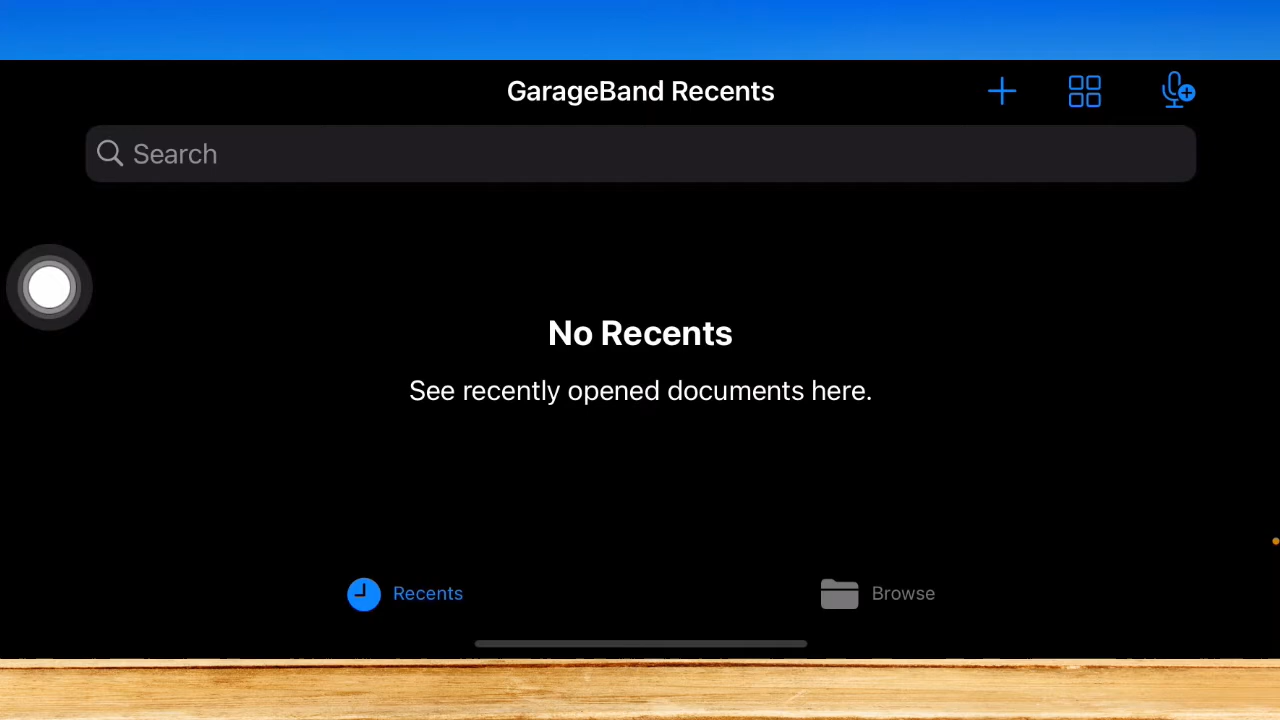 GarageBand Recents
Search
No Recents
See recently opened documents here.
Recents
Browse